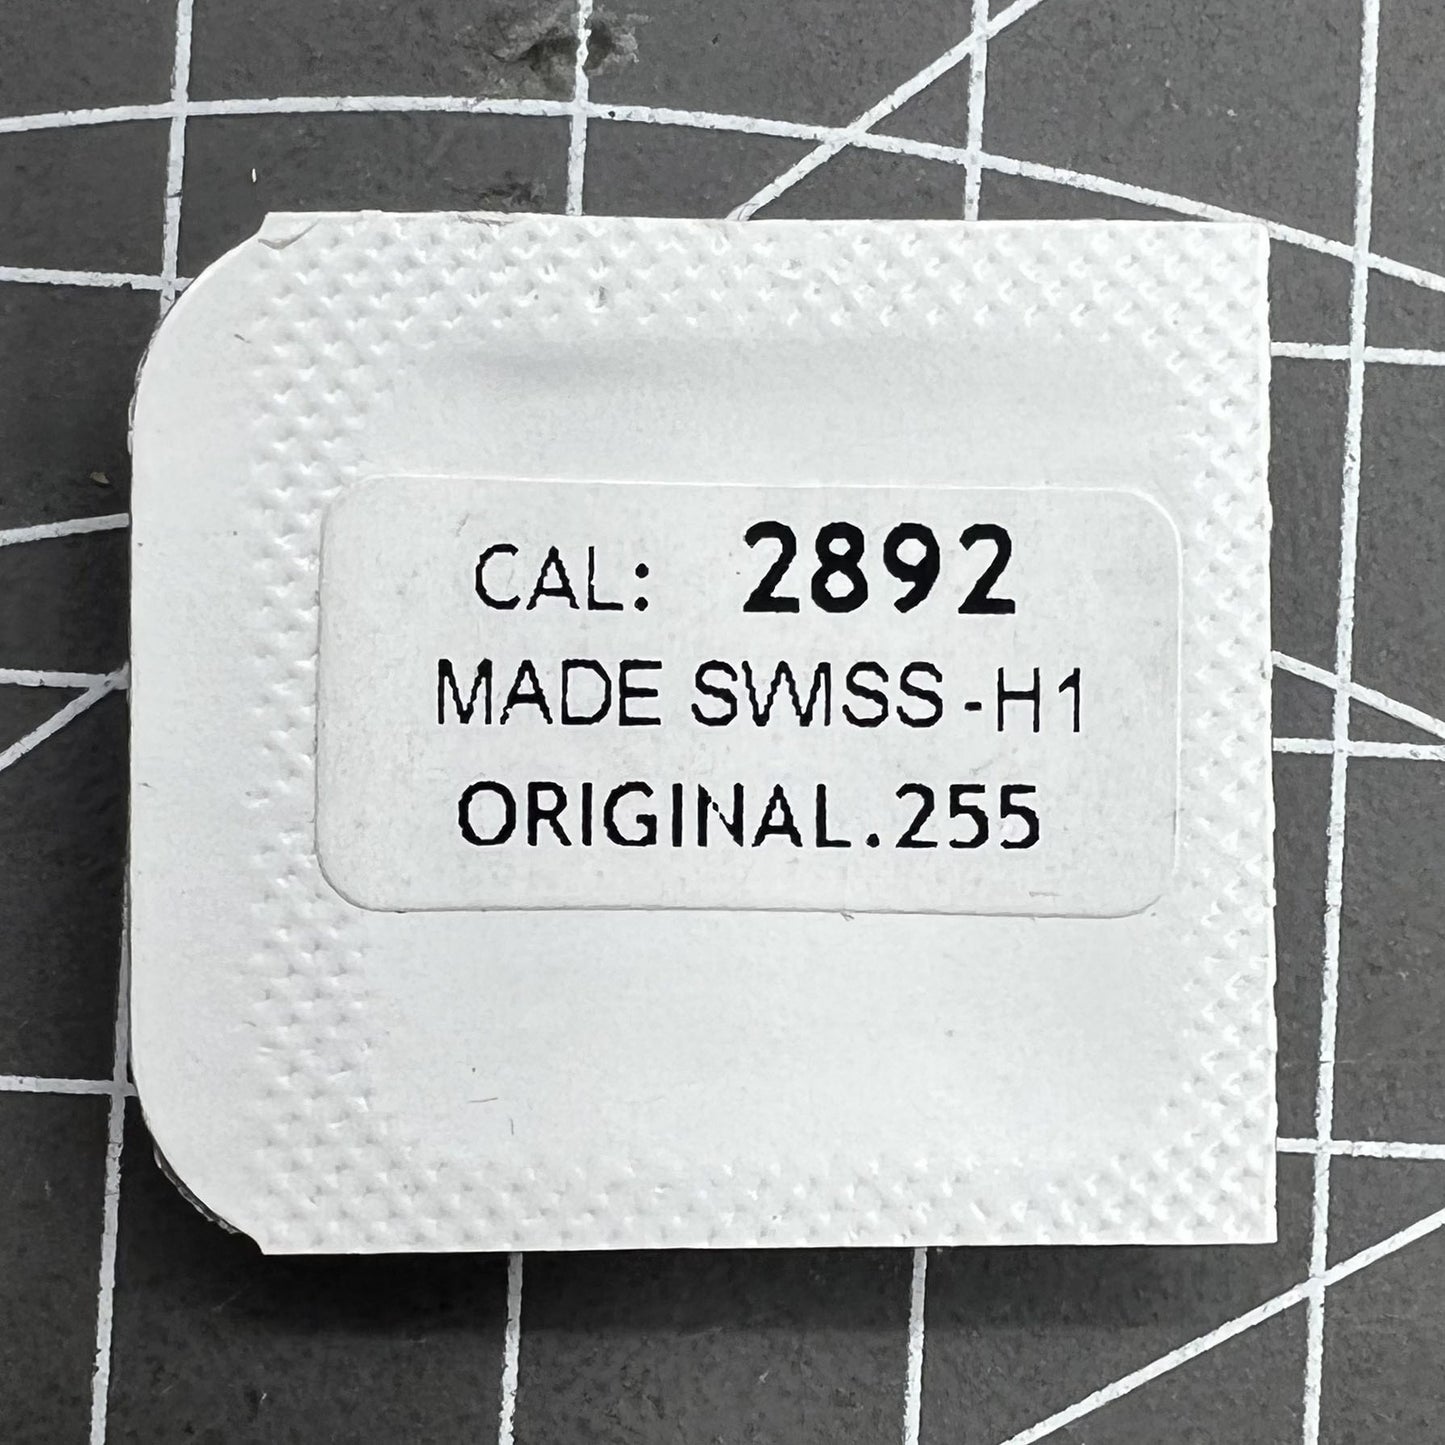 CAL: 2892
MADE SWISS-H1
ORIGINAL.255